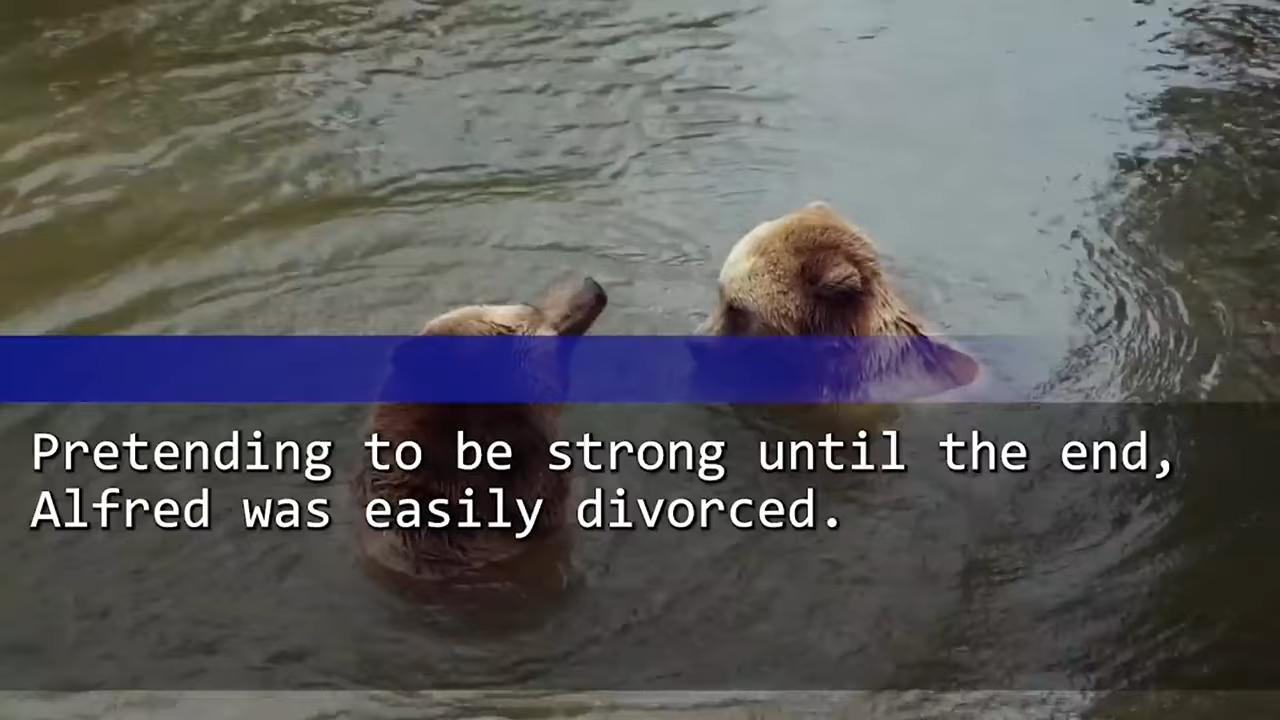 Pretending to be strong until the end,
Alfred was easily divorced.